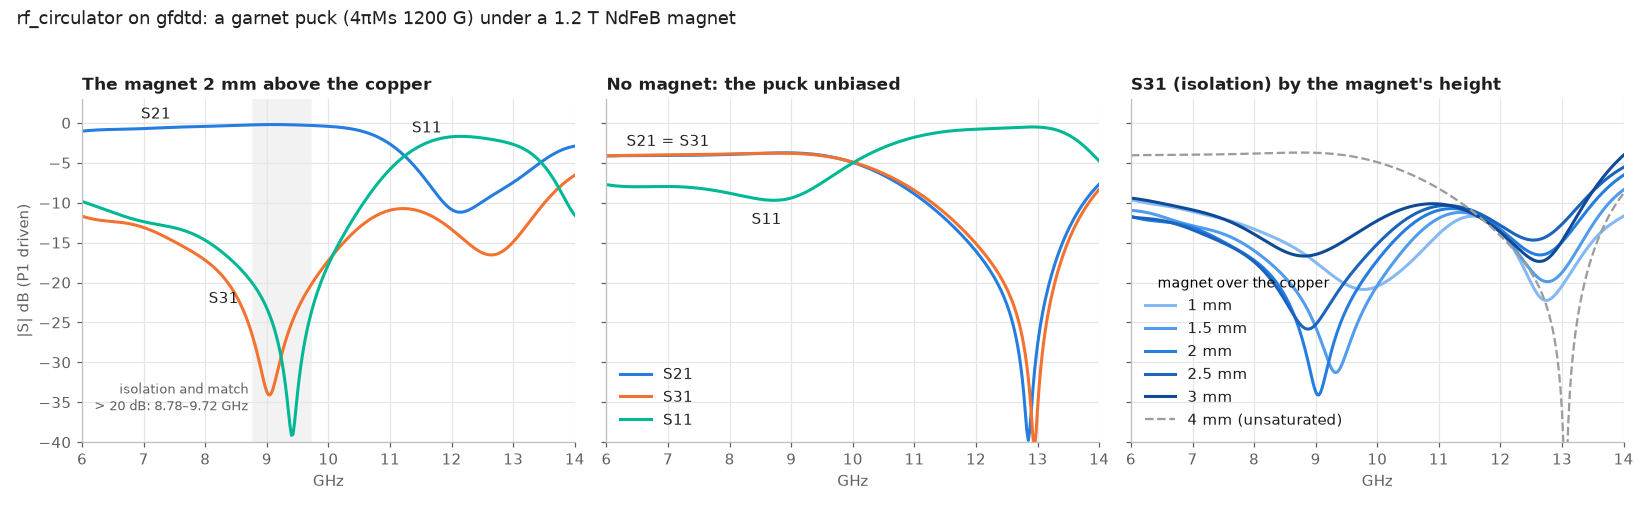 rf_circulator on gfdtd: a garnet puck (4πMs 1200 G) under a 1.2 T NdFeB magnet
The magnet 2 mm above the copper
No magnet: the puck unbiased
S31 (isolation) by the magnet's height
|S| dB (P1 driven)
0
−5
−10
−15
−20
−25
−30
−35
−40
S21
S11
S31
isolation and match
> 20 dB: 8.78–9.72 GHz
6 7 8 9 10 11 12 13 14
GHz
S21 = S31
S11
S21
S31
S11
6 7 8 9 10 11 12 13 14
GHz
magnet over the copper
1 mm
1.5 mm
2 mm
2.5 mm
3 mm
4 mm (unsaturated)
6 7 8 9 10 11 12 13 14
GHz